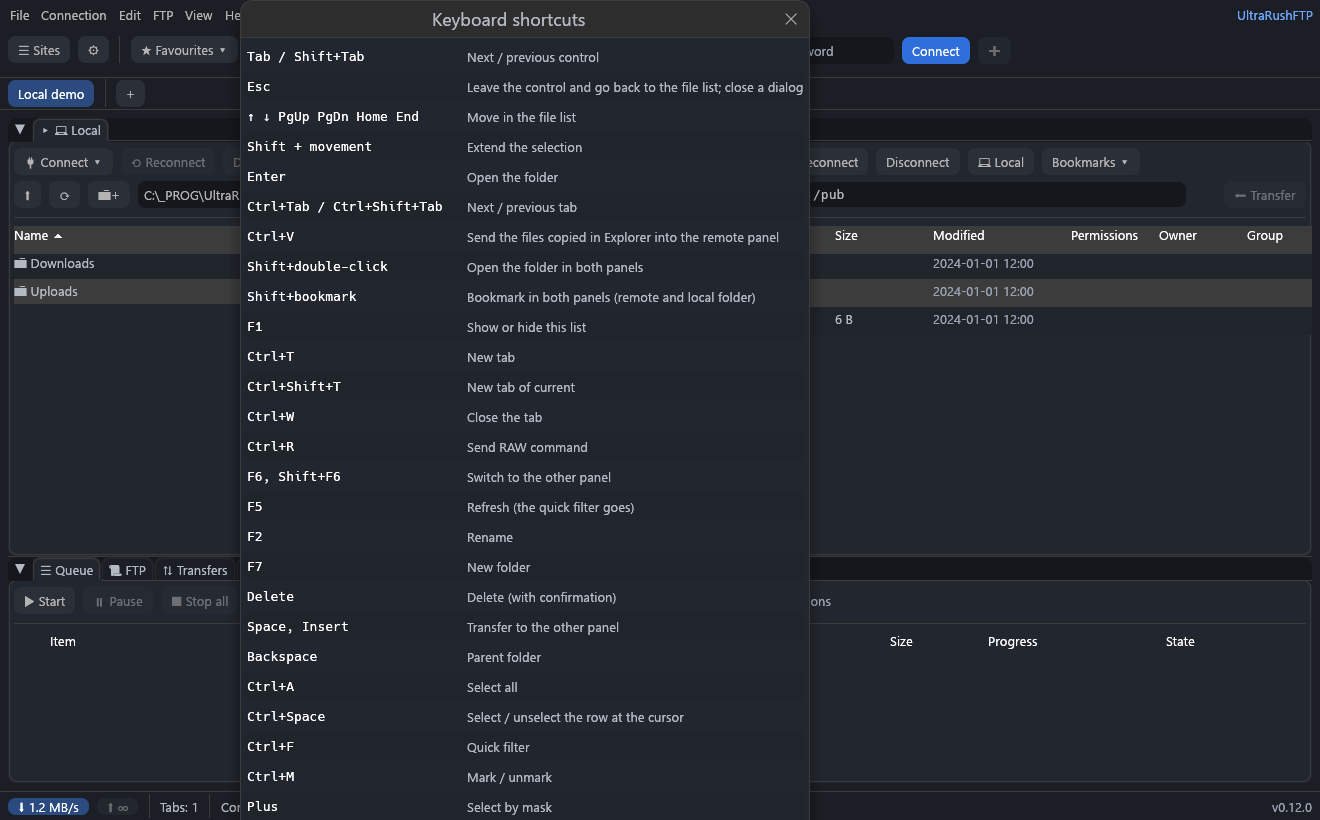 File Connection Edit FTP View He
Keyboard shortcuts
UltraRushFTP
Sites
Favourites
Connect
Local demo
Local
Connect
Reconnect
Disconnect
Local
Bookmarks
C:\_PROG\UltraR
/pub
Transfer
Name
Size Modified Permissions Owner Group
Downloads
2024-01-01 12:00
Uploads
2024-01-01 12:00
6 B 2024-01-01 12:00
Tab / Shift+Tab Next / previous control
Esc Leave the control and go back to the file list; close a dialog
↑ ↓ PgUp PgDn Home End Move in the file list
Shift + movement Extend the selection
Enter Open the folder
Ctrl+Tab / Ctrl+Shift+Tab Next / previous tab
Ctrl+V Send the files copied in Explorer into the remote panel
Shift+double-click Open the folder in both panels
Shift+bookmark Bookmark in both panels (remote and local folder)
F1 Show or hide this list
Ctrl+T New tab
Ctrl+Shift+T New tab of current
Ctrl+W Close the tab
Ctrl+R Send RAW command
F6, Shift+F6 Switch to the other panel
F5 Refresh (the quick filter goes)
F2 Rename
F7 New folder
Delete Delete (with confirmation)
Space, Insert Transfer to the other panel
Backspace Parent folder
Ctrl+A Select all
Ctrl+Space Select / unselect the row at the cursor
Ctrl+F Quick filter
Ctrl+M Mark / unmark
Plus Select by mask
Queue FTP Transfers
Start Pause Stop all
Item
Size Progress State
1.2 MB/s
∞
Tabs: 1
v0.12.0